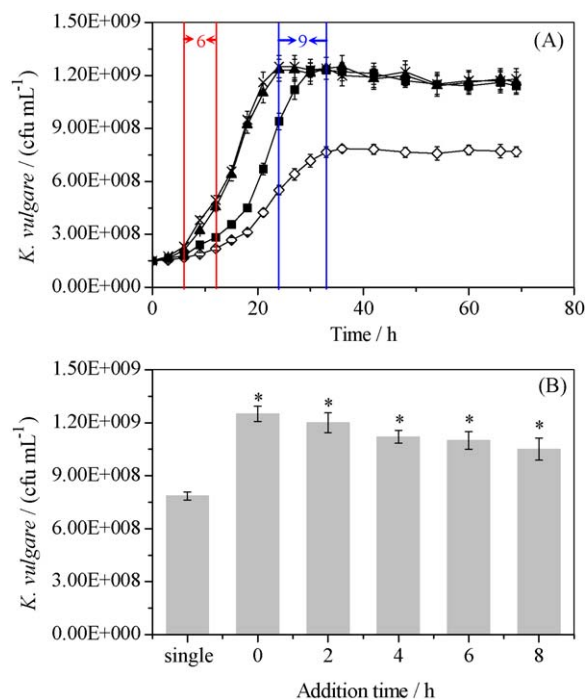 (A)
6
9
K. vulgare / (cfu mL-1)
1.50E+009
1.20E+009
9.00E+008
6.00E+008
3.00E+008
0.00E+000
0 20 40 60 80
Time / h
(B)
K. vulgare / (cfu mL-1)
1.50E+009
1.20E+009
9.00E+008
6.00E+008
3.00E+008
0.00E+000
* * * * *
single 0 2 4 6 8
Addition time / h